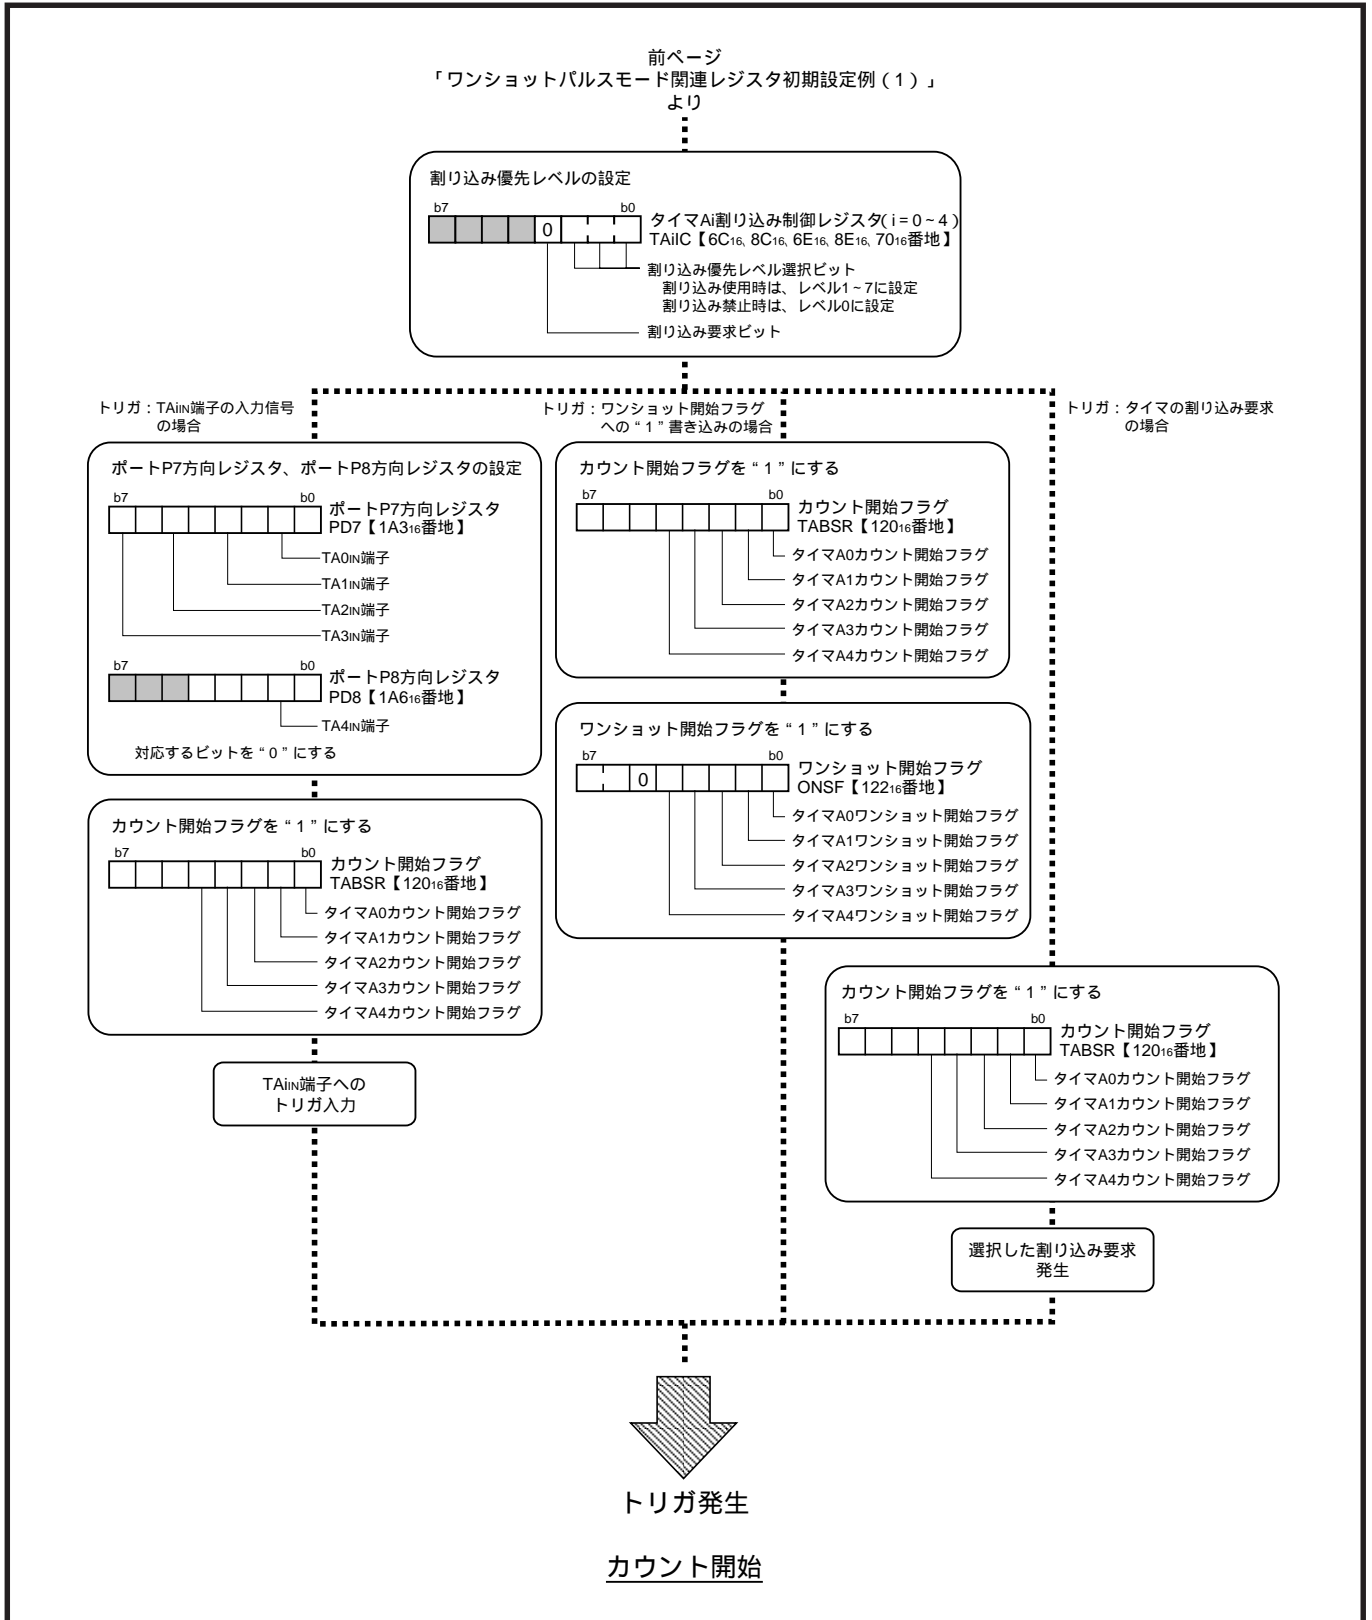 前ページ
「ワンショットパルスモード関連レジスタ初期設定例(1)」
より
割り込み優先レベルの設定
b7 b0
0
タイマAi割り込み制御レジスタ(i=0~4)
TAiIC【6C16、8C16、6E16、8E16、7016番地】
割り込み優先レベル選択ビット
割り込み使用時は、レベル1~7に設定
割り込み禁止時は、レベル0に設定
割り込み要求ビット
トリガ:TAiIN端子の入力信号
の場合
ポートP7方向レジスタ、ポートP8方向レジスタの設定
b7 b0
ポートP7方向レジスタ
PD7【1A316番地】
TA0IN端子
TA1IN端子
TA2IN端子
TA3IN端子
b7 b0
ポートP8方向レジスタ
PD8【1A616番地】
TA4IN端子
対応するビットを“0”にする
カウント開始フラグを“1”にする
b7 b0
カウント開始フラグ
TABSR【12016番地】
タイマA0カウント開始フラグ
タイマA1カウント開始フラグ
タイマA2カウント開始フラグ
タイマA3カウント開始フラグ
タイマA4カウント開始フラグ
TAiIN端子への
トリガ入力
トリガ:ワンショット開始フラグ
への“1”書き込みの場合
カウント開始フラグを“1”にする
b7 b0
カウント開始フラグ
TABSR【12016番地】
タイマA0カウント開始フラグ
タイマA1カウント開始フラグ
タイマA2カウント開始フラグ
タイマA3カウント開始フラグ
タイマA4カウント開始フラグ
ワンショット開始フラグを“1”にする
b7 b0
0
ワンショット開始フラグ
ONSF【12216番地】
タイマA0ワンショット開始フラグ
タイマA1ワンショット開始フラグ
タイマA2ワンショット開始フラグ
タイマA3ワンショット開始フラグ
タイマA4ワンショット開始フラグ
トリガ:タイマの割り込み要求
の場合
カウント開始フラグを“1”にする
b7 b0
カウント開始フラグ
TABSR【12016番地】
タイマA0カウント開始フラグ
タイマA1カウント開始フラグ
タイマA2カウント開始フラグ
タイマA3カウント開始フラグ
タイマA4カウント開始フラグ
選択した割り込み要求
発生
トリガ発生
カウント開始